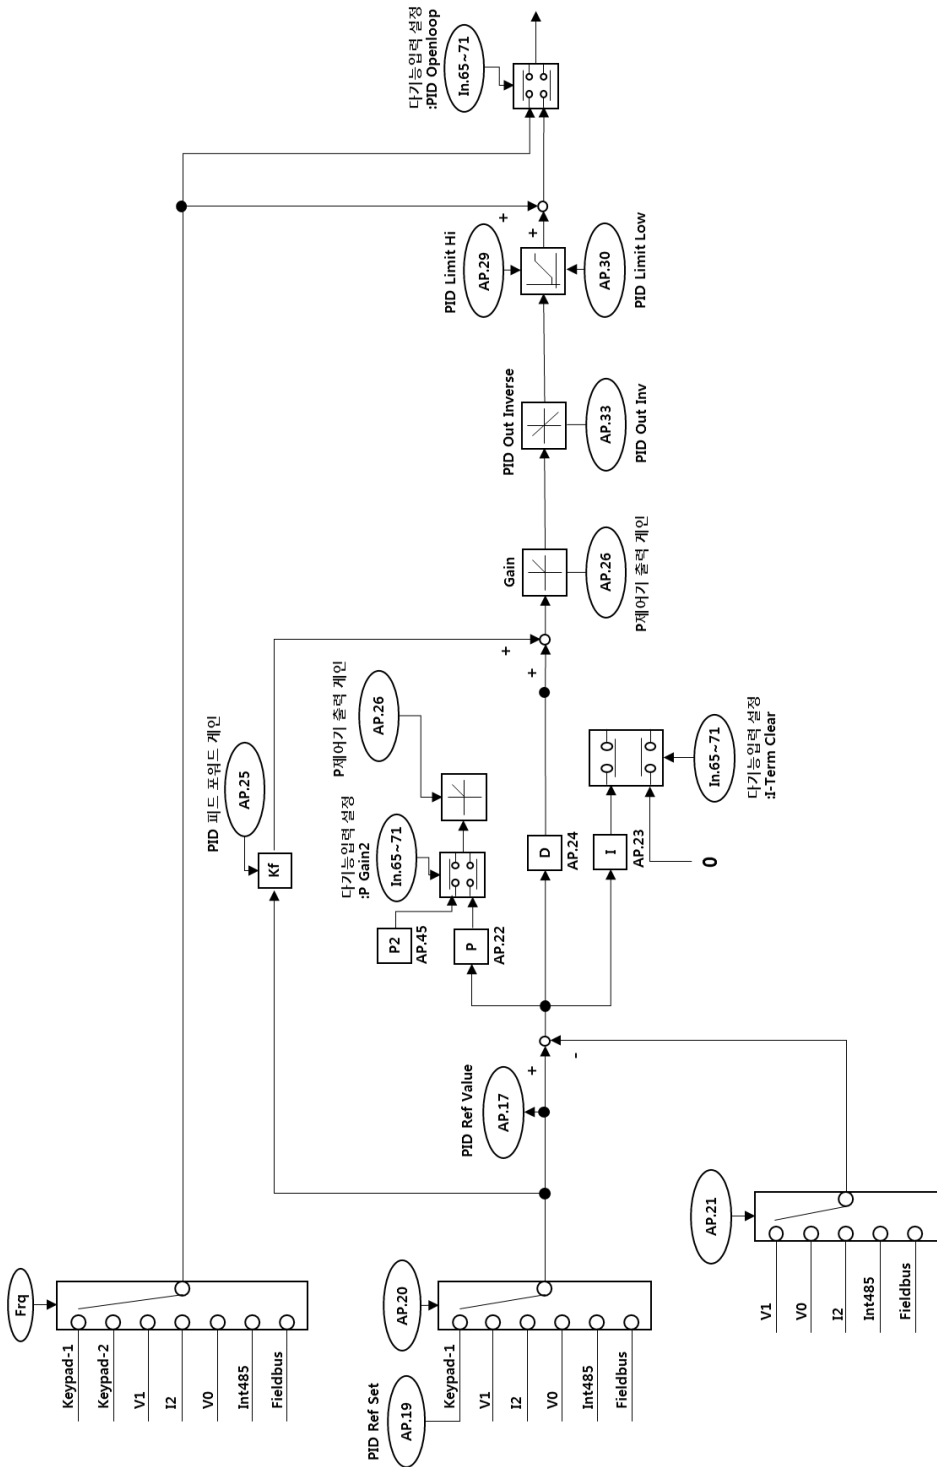 Frq
Keypad-1
Keypad-2
V1
I2
V0
Int485
Fieldbus
PID 피드 포워드 게인
AP.25
Kf
PID Ref Set
AP.19
AP.20
Keypad-1
V1
I2
V0
Int485
Fieldbus
PID Ref Value
AP.17
+
-
AP.21
V1
V0
I2
Int485
Fieldbus
P2
AP.45
P
AP.22
다기능입력 설정
:P Gain2
In.65~71
P제어기 출력 게인
AP.26
D
AP.24
I
AP.23
0
In.65~71
다기능입력 설정
:I-Term Clear
+
+
Gain
AP.26
P제어기 출력 게인
PID Out Inverse
AP.33
PID Out Inv
PID Limit Hi
AP.29
AP.30
PID Limit Low
+
+
다기능입력 설정
:PID Openloop
In.65~71